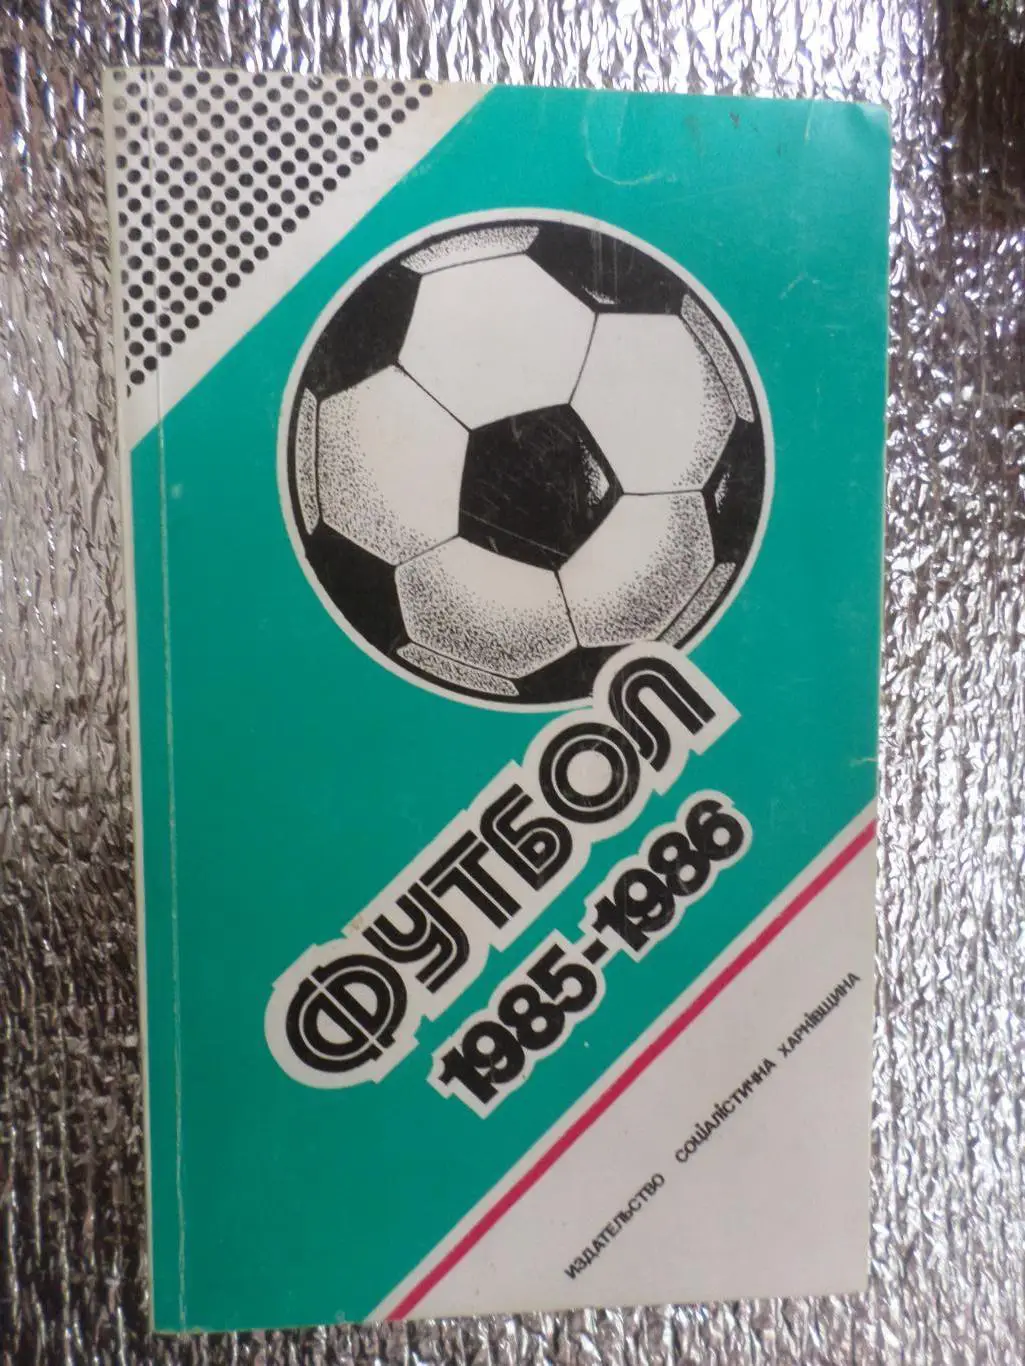 ФУТБОЛ
1985-1986
ИЗДАТЕЛЬСТВО СОЦІАЛІСТИЧНА ХАРКІВЩИНА